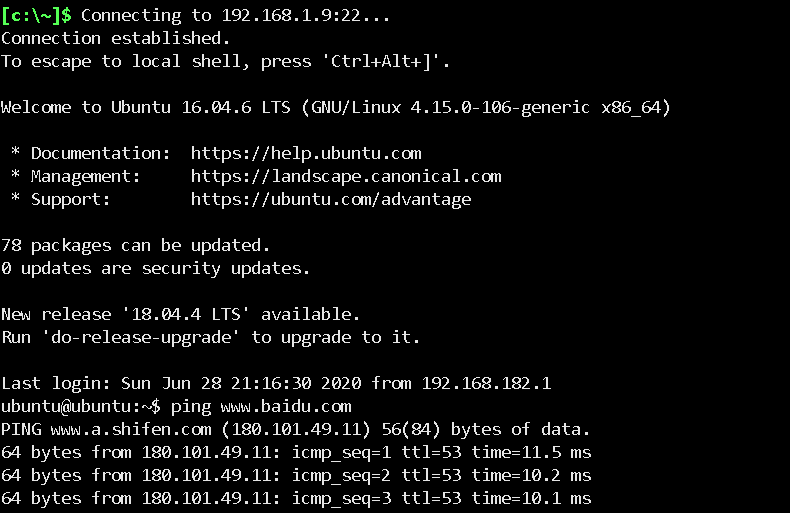 [c:\~]$ Connecting to 192.168.1.9:22...
Connection established.
To escape to local shell, press 'Ctrl+Alt+]'.
Welcome to Ubuntu 16.04.6 LTS (GNU/Linux 4.15.0-106-generic x86_64)
* Documentation:  https://help.ubuntu.com
* Management:     https://landscape.canonical.com
* Support:        https://ubuntu.com/advantage
78 packages can be updated.
0 updates are security updates.
New release '18.04.4 LTS' available.
Run 'do-release-upgrade' to upgrade to it.
Last login: Sun Jun 28 21:16:30 2020 from 192.168.182.1
ubuntu@ubuntu:~$ ping www.baidu.com
PING www.a.shifen.com (180.101.49.11) 56(84) bytes of data.
64 bytes from 180.101.49.11: icmp_seq=1 ttl=53 time=11.5 ms
64 bytes from 180.101.49.11: icmp_seq=2 ttl=53 time=10.2 ms
64 bytes from 180.101.49.11: icmp_seq=3 ttl=53 time=10.1 ms